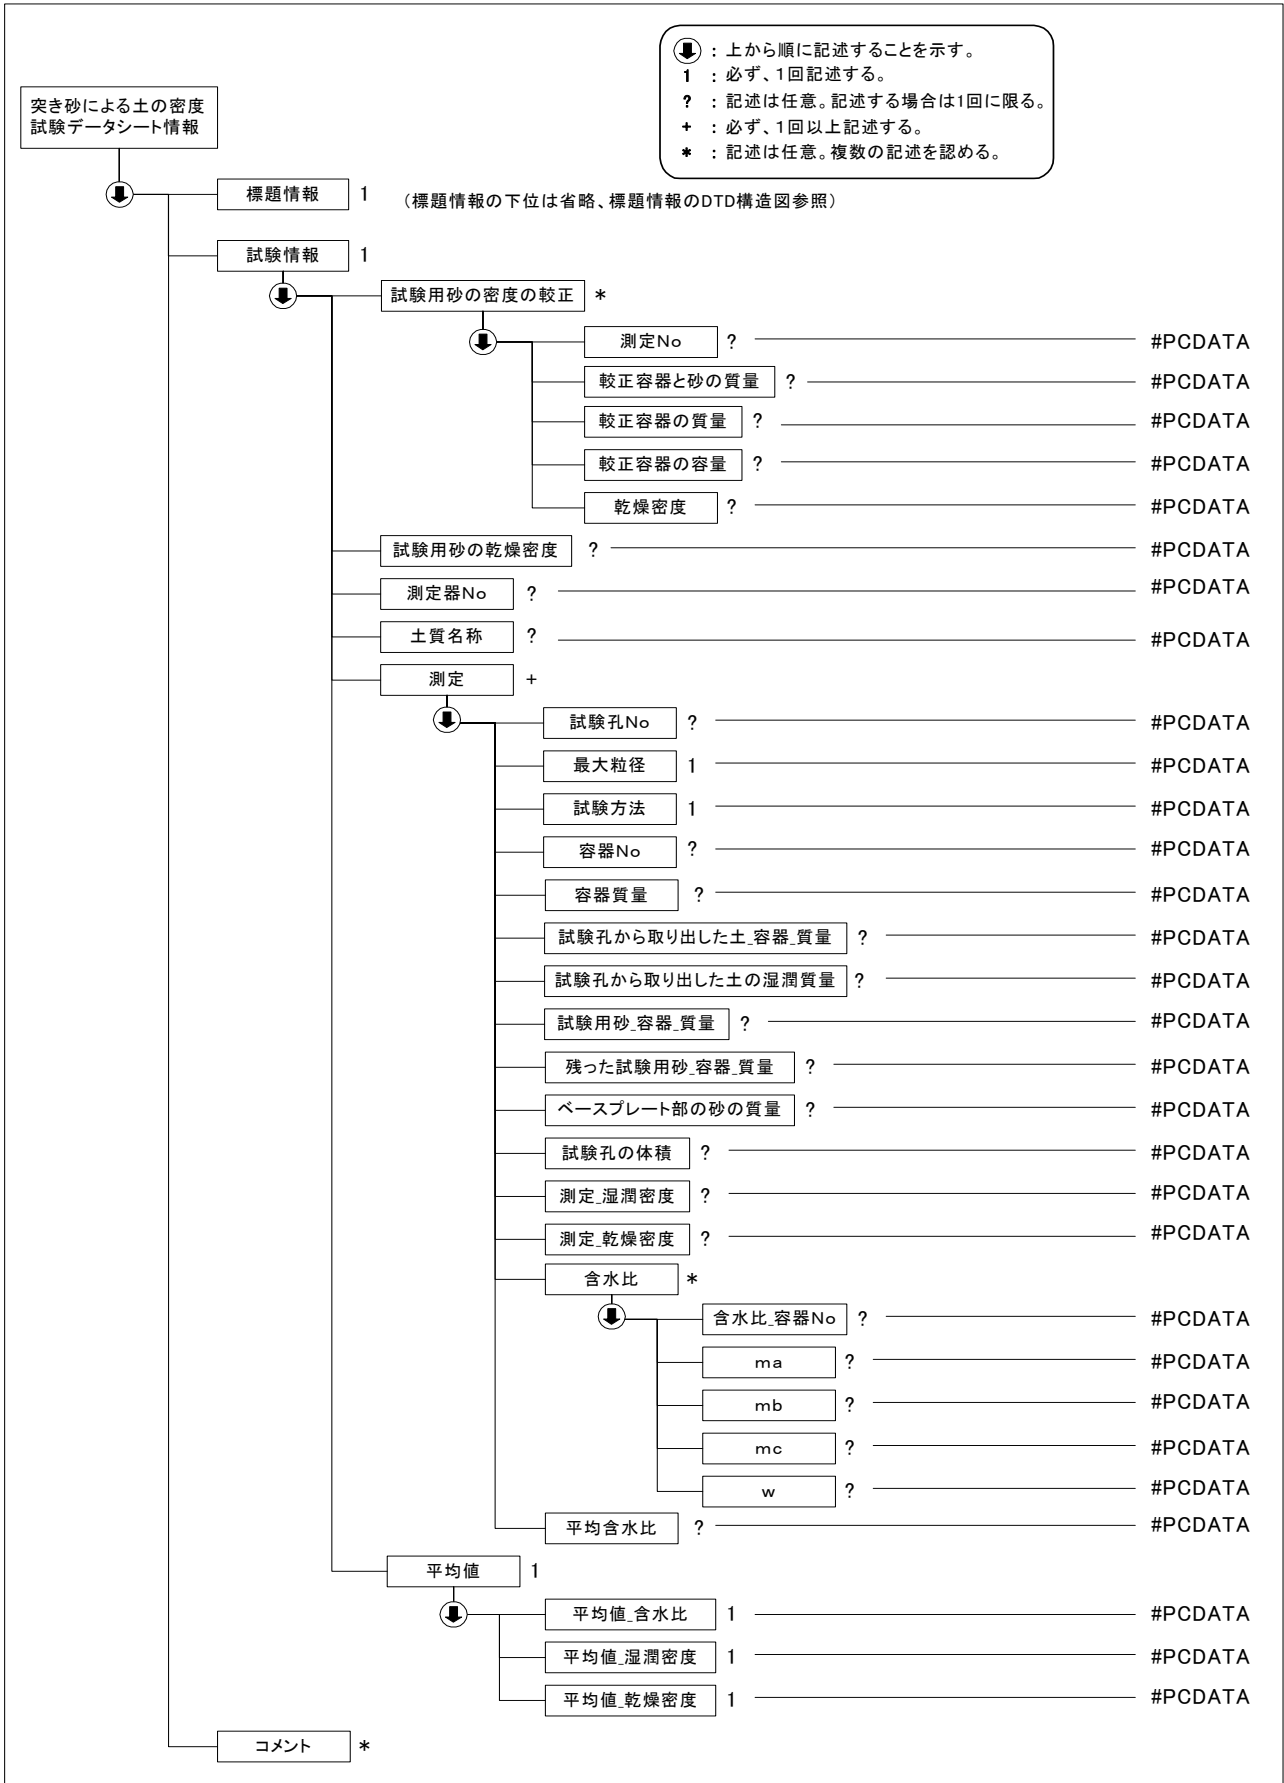 ：上から順に記述することを示す。
1 ：必ず、1回記述する。
? ：記述は任意。記述する場合は1回に限る。
+ ：必ず、1回以上記述する。
* ：記述は任意。複数の記述を認める。
突き砂による土の密度
試験データシート情報
標題情報 1 （標題情報の下位は省略、標題情報のDTD構造図参照）
試験情報 1
試験用砂の密度の較正 *
測定No ? #PCDATA
較正容器と砂の質量 ? #PCDATA
較正容器の質量 ? #PCDATA
較正容器の容量 ? #PCDATA
乾燥密度 ? #PCDATA
試験用砂の乾燥密度 ? #PCDATA
測定器No ? #PCDATA
土質名称 ? #PCDATA
測定 +
試験孔No ? #PCDATA
最大粒径 1 #PCDATA
試験方法 1 #PCDATA
容器No ? #PCDATA
容器質量 ? #PCDATA
試験孔から取り出した土_容器_質量 ? #PCDATA
試験孔から取り出した土の湿潤質量 ? #PCDATA
試験用砂_容器_質量 ? #PCDATA
残った試験用砂_容器_質量 ? #PCDATA
ベースプレート部の砂の質量 ? #PCDATA
試験孔の体積 ? #PCDATA
測定_湿潤密度 ? #PCDATA
測定_乾燥密度 ? #PCDATA
含水比 *
含水比_容器No ? #PCDATA
ma ? #PCDATA
mb ? #PCDATA
mc ? #PCDATA
w ? #PCDATA
平均含水比 ? #PCDATA
平均値 1
平均値_含水比 1 #PCDATA
平均値_湿潤密度 1 #PCDATA
平均値_乾燥密度 1 #PCDATA
コメント *